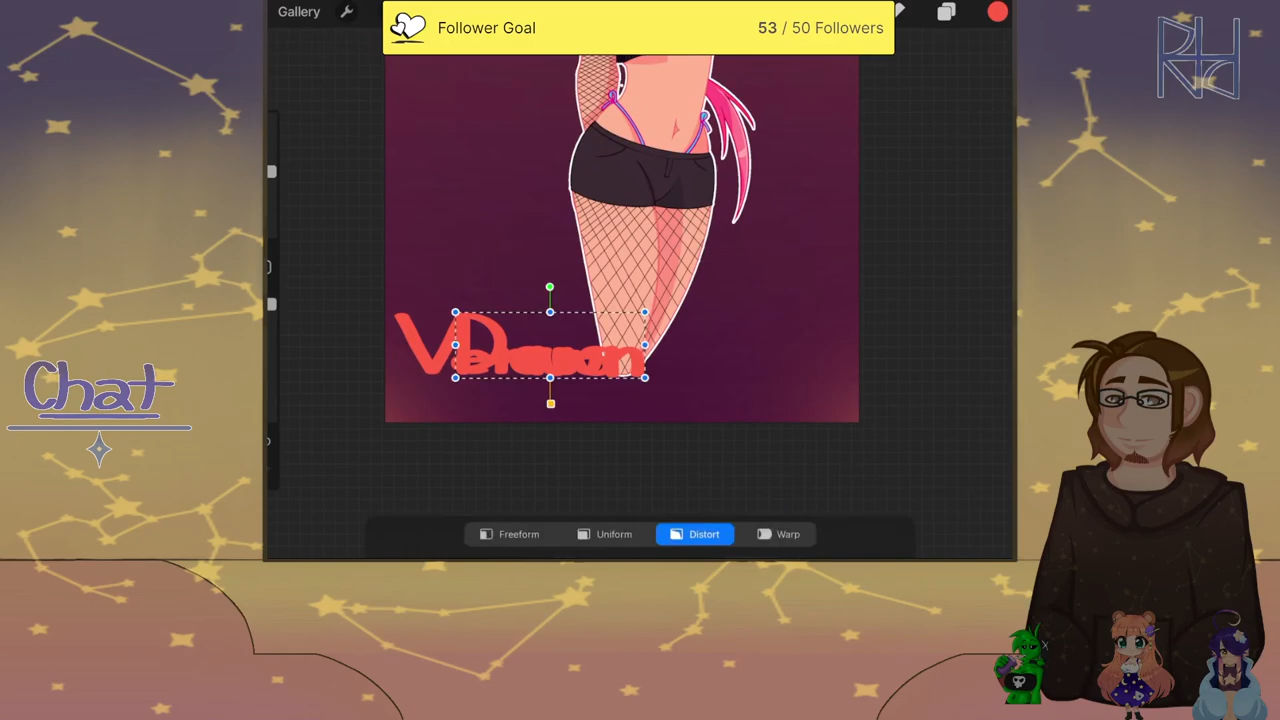 Gallery
Follower Goal
53 / 50 Followers
Chat
Freeform
Uniform
Distort
Warp